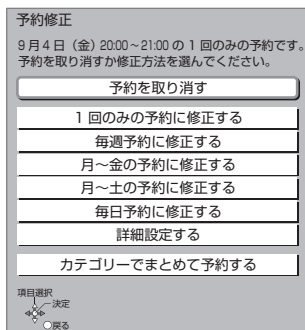 予約修正
9月4日（金）20:00～21:00 の 1 回のみの予約です。
予約を取り消すか修正方法を選んでください。
予約を取り消す
1 回のみの予約に修正する
毎週予約に修正する
月～金の予約に修正する
月～土の予約に修正する
毎日予約に修正する
詳細設定する
カテゴリーでまとめて予約する
項目選択
決定
戻る